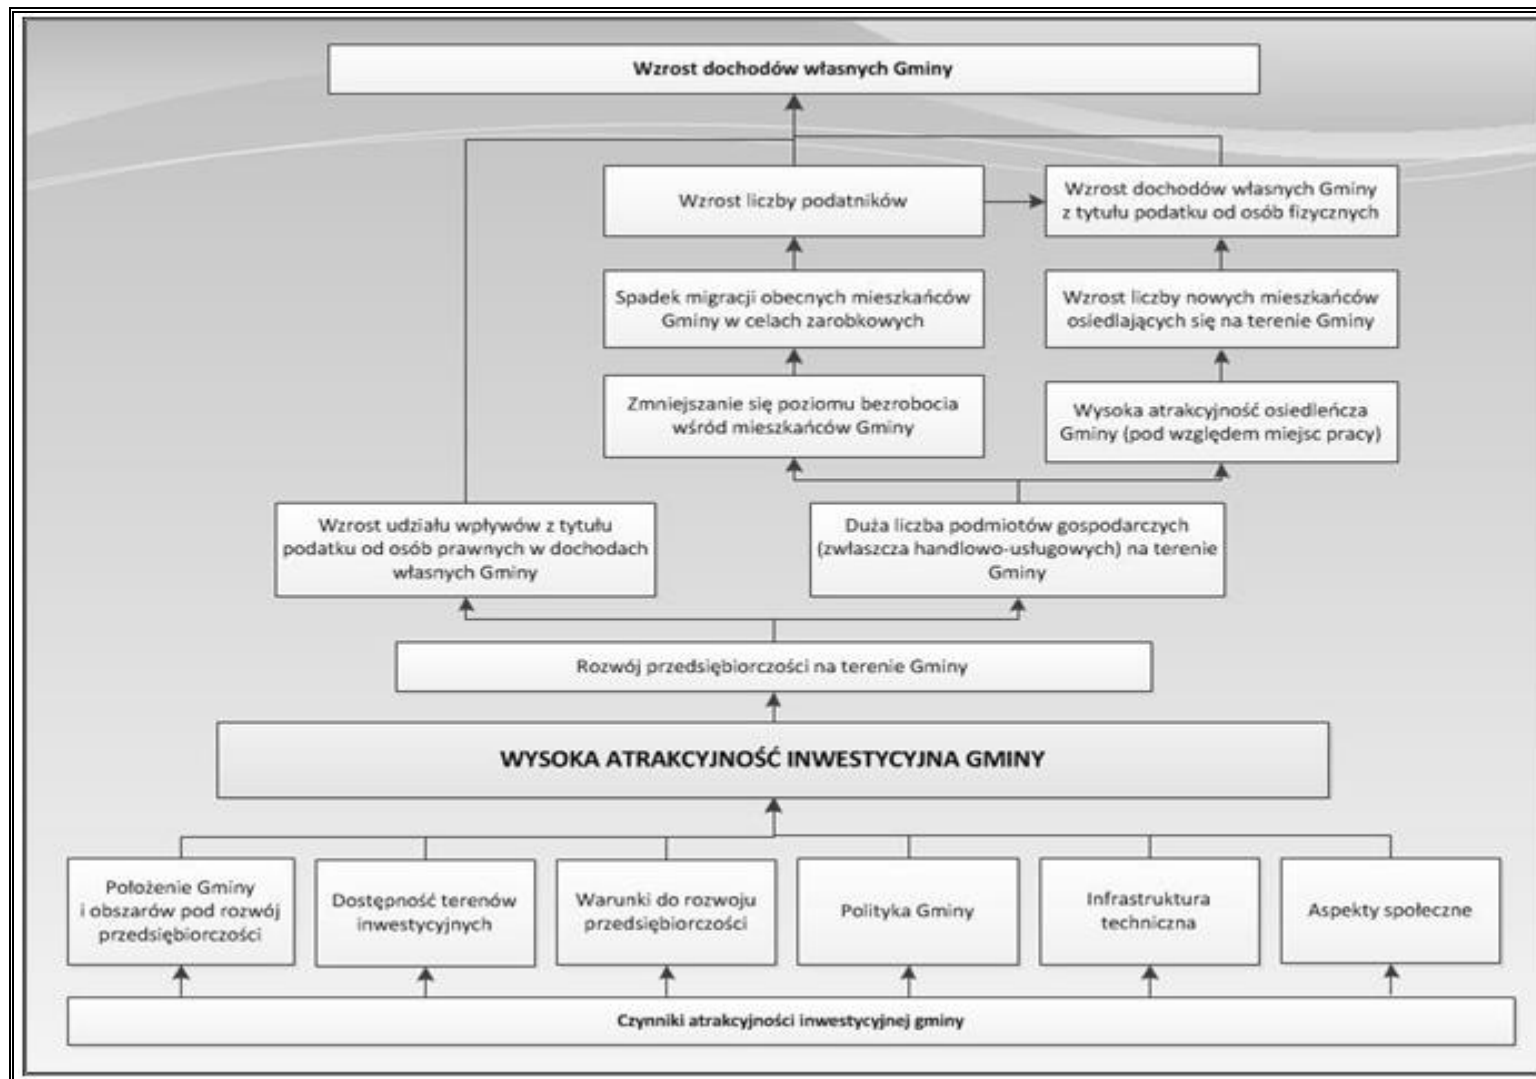 Wzrost dochodów własnych Gminy
Wzrost liczby podatników
Wzrost dochodów własnych Gminy
z tytułu podatku od osób fizycznych
Spadek migracji obecnych mieszkańców
Gminy w celach zarobkowych
Wzrost liczby nowych mieszkańców
osiedlających się na terenie Gminy
Zmniejszanie się poziomu bezrobocia
wśród mieszkańców Gminy
Wysoka atrakcyjność osiedleńcza
Gminy (pod względem miejsc pracy)
Wzrost udziału wpływów z tytułu
podatku od osób prawnych w dochodach
własnych Gminy
Duża liczba podmiotów gospodarczych
(zwłaszcza handlowo-usługowych) na terenie
Gminy
Rozwój przedsiębiorczości na terenie Gminy
WYSOKA ATRAKCYJNOŚĆ INWESTYCYJNA GMINY
Położenie Gminy
i obszarów pod rozwój
przedsiębiorczości
Dostępność terenów
inwestycyjnych
Warunki do rozwoju
przedsiębiorczości
Polityka Gminy
Infrastruktura
techniczna
Aspekty społeczne
Czynniki atrakcyjności inwestycyjnej gminy